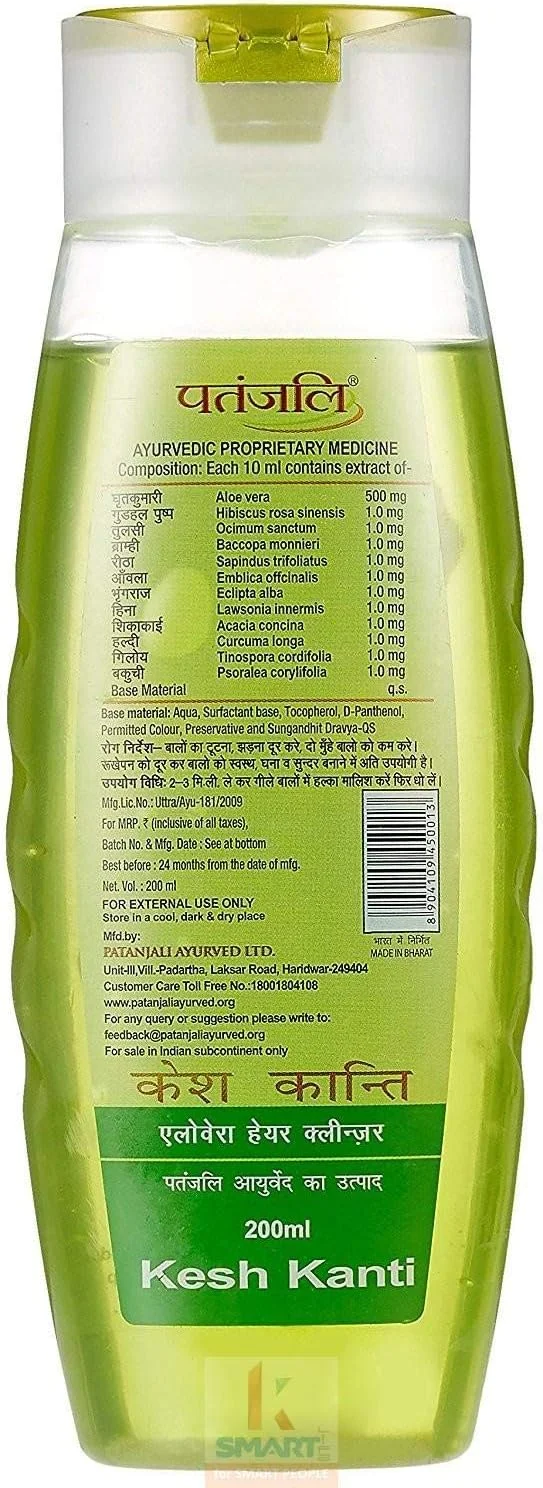 पतंजलि®
AYURVEDIC PROPRIETARY MEDICINE
Composition: Each 10 ml contains extract of-
घृतकुमारी Aloe vera 500 mg
गुडहल पुष्प Hibiscus rosa sinensis 1.0 mg
तुलसी Ocimum sanctum 1.0 mg
ब्राम्ही Baccopa monnieri 1.0 mg
रीठा Sapindus trifoliatus 1.0 mg
आँवला Emblica offcinalis 1.0 mg
भृंगराज Eclipta alba 1.0 mg
हिना Lawsonia innermis 1.0 mg
शिकाकाई Acacia concina 1.0 mg
हल्दी Curcuma longa 1.0 mg
गिलोय Tinospora cordifolia 1.0 mg
बकुची Psoralea corylifolia 1.0 mg
Base Material q.s.
Base material: Aqua, Surfactant base, Tocopherol, D-Panthenol,
Permitted Colour, Preservative and Sungandhit Dravya-QS
रोग निर्देश– बालों का टूटना, झड़ना दूर करे, दो मुँहे बालो को कम करे।
रूखेपन को दूर कर बालो को स्वस्थ, घना व सुन्दर बनाने में अति उपयोगी है।
उपयोग विधिः 2–3 मि.ली. ले कर गीले बालों में हल्का मालिश करें फिर धो लें।
Mfg.Lic.No.: Uttra/Ayu-181/2009
For MRP. ₹ (inclusive of all taxes),
Batch No. & Mfg. Date : See at bottom
Best before : 24 months from the date of mfg.
Net. Vol. : 200 ml
FOR EXTERNAL USE ONLY
Store in a cool, dark & dry place
8 904109 450013
भारत में निर्मित
MADE IN BHARAT
Mfd.by:
PATANJALI AYURVED LTD.
Unit-III,Vill.-Padartha, Laksar Road, Haridwar-249404
Customer Care Toll Free No.:18001804108
www.patanjaliayurved.org
For any query or suggestion please write to:
feedback@patanjaliayurved.org
For sale in Indian subcontinent only
केश कान्ति
एलोवेरा हेयर क्लीन्ज़र
पतंजलि आयुर्वेद का उत्पाद
200ml
Kesh Kanti
K
SMART
for SMART PEOPLE